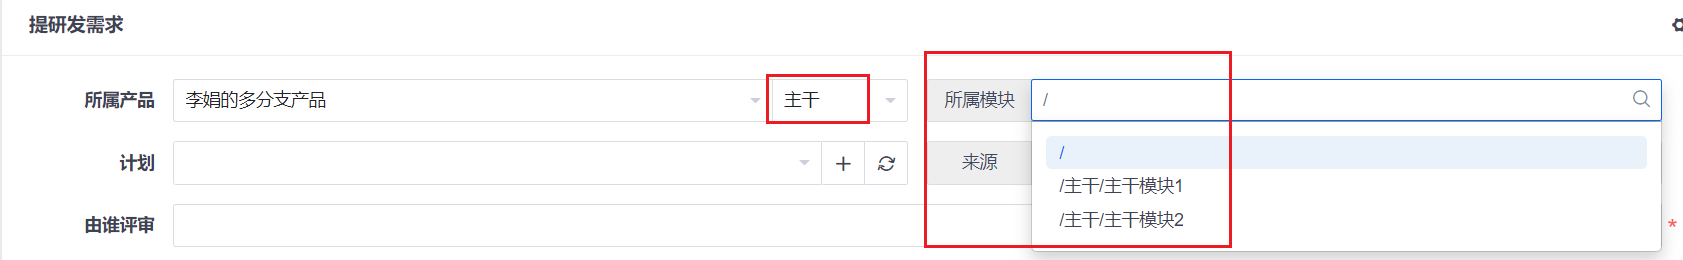 提研发需求
所属产品 李娟的多分支产品 主干 所属模块 /
/
计划 来源
/主干/主干模块1
/主干/主干模块2
由谁评审 *